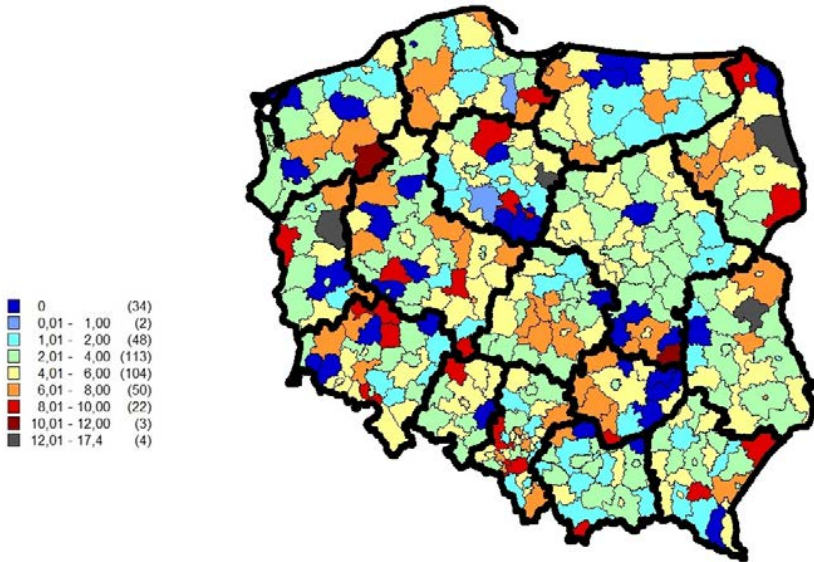 0 (34)
0,01 - 1,00 (2)
1,01 - 2,00 (48)
2,01 - 4,00 (113)
4,01 - 6,00 (104)
6,01 - 8,00 (50)
8,01 - 10,00 (22)
10,01 - 12,00 (3)
12,01 - 17,4 (4)